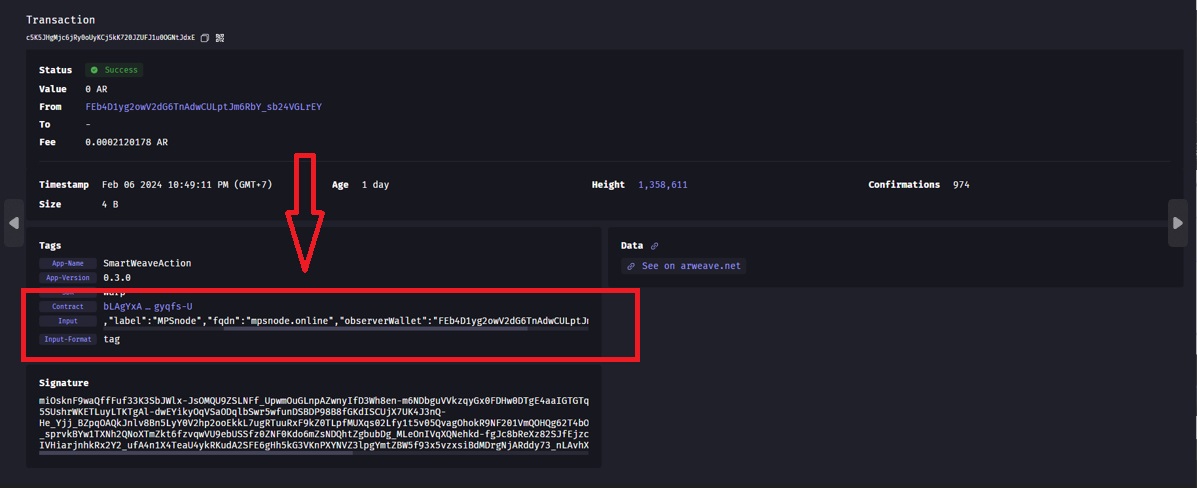 Transaction
c5K5JHgMjc6jRy0oUyKCj5kK720JZUFJ1u0OGNtJdxE
Status Success
Value 0 AR
From FEb4D1yg2owV2dG6TnAdwCULptJm6RbY_sb24VGLrEY
To -
Fee 0.0002120178 AR
Timestamp Feb 06 2024 10:49:11 PM (GMT+7) Age 1 day Height 1,358,611 Confirmations 974
Size 4 B
Tags
App-Name SmartWeaveAction
App-Version 0.3.0
warp
Contract bLAgYxA … gyqfs-U
Input ,"label":"MPSnode","fqdn":"mpsnode.online","observerWallet":"FEb4D1yg2owV2dG6TnAdwCULptJ
Input-Format tag
Data
See on arweave.net
Signature
miOsknF9waQffFuf33K3SbJWlx-JsOMQU9ZSLNFf_UpwmOuGLnpAZwnyIfD3Wh8en-m6NDbguVVkzqyGx0FDHw0DTgE4aaIGTGTq
5SUshrWKETLuyLTKTgAl-dwEYikyOqVSaODqlbSwr5wfunDSBDP98B8fGKdISCUjX7UK4J3nQ-
He_Yjj_BZpqOAQkJnlv8Bn5LyY0V2hp2ooEkkL7ugRTuuRxF9kZ0TLpfMUXqs02Lfy1t5v05QvagOhokR9NF201VmQOHQg62T4bO
_sprvkBYw1TXNh2QNoXTmZkt6fzvqwVU9ebUSSfz0ZNF0Kdo6mZsNDQhtZgbubDg_MLeOnIVqXQNehkd-fgJc8bReXz82SJfEjzc
IVHiarjnhkRx2Y2_ufA4n1X4TeaU4ykRKudA2SFE6gHh5kG3VKnPXYNVZ3lpgYmtZBW5f93x5vzxsiBdMDrgNjARddy73_nLAvhX